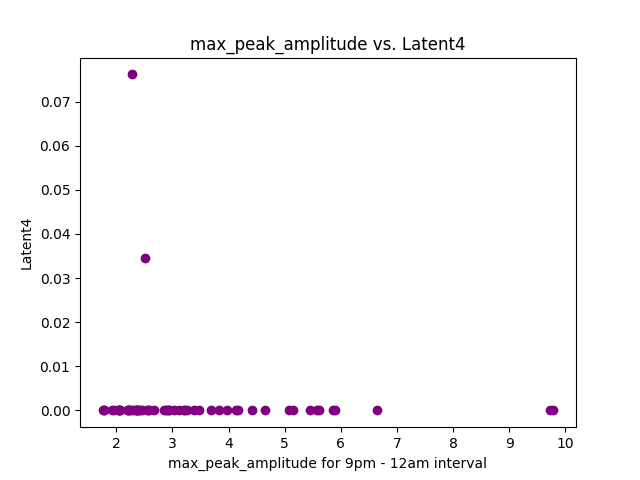 max_peak_amplitude vs. Latent4
0.07
0.06
0.05
0.04
0.03
0.02
0.01
0.00
Latent4
2 3 4 5 6 7 8 9 10
max_peak_amplitude for 9pm - 12am interval